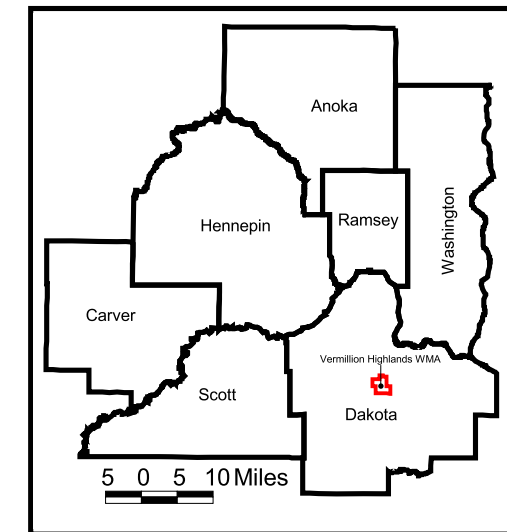 Anoka
Washington
Ramsey
Hennepin
Carver
Vermillion Highlands WMA
Scott
Dakota
5 0 5 10 Miles